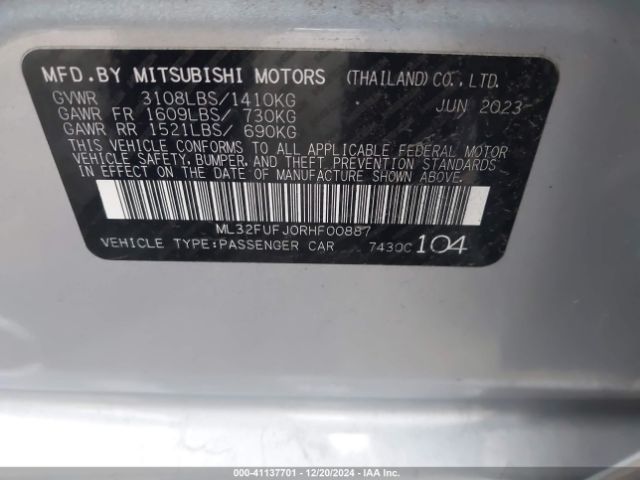 MFD.BY MITSUBISHI MOTORS (THAILAND) CO., LTD.
GVWR 3108LBS/1410KG JUN 2023
GAWR FR 1609LBS/ 730KG
GAWR RR 1521LBS/ 690KG
THIS VEHICLE CONFORMS TO ALL APPLICABLE FEDERAL MOTOR
VEHICLE SAFETY, BUMPER, AND THEFT PREVENTION STANDARDS
IN EFFECT ON THE DATE OF MANUFACTURE SHOWN ABOVE.
ML32FUFJ0RHF00887
VEHICLE TYPE:PASSENGER CAR 7430C 104
000-41137701 - 12/20/2024 - IAA Inc.